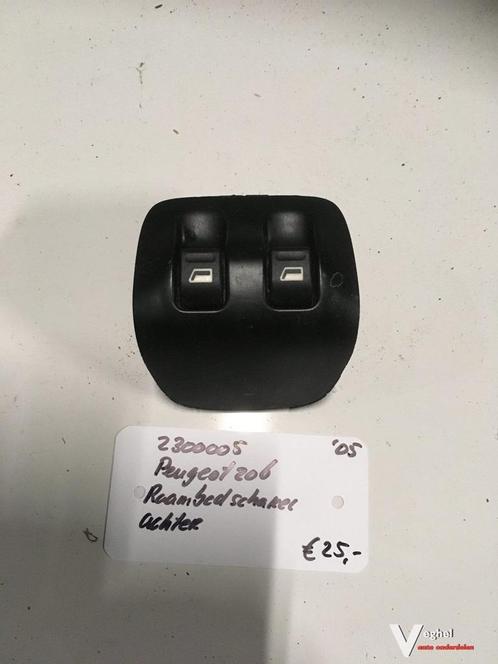 2300005 '05
Peugeot 206
Raambedschakel
achter
€ 25,-
Veghel
auto onderdelen